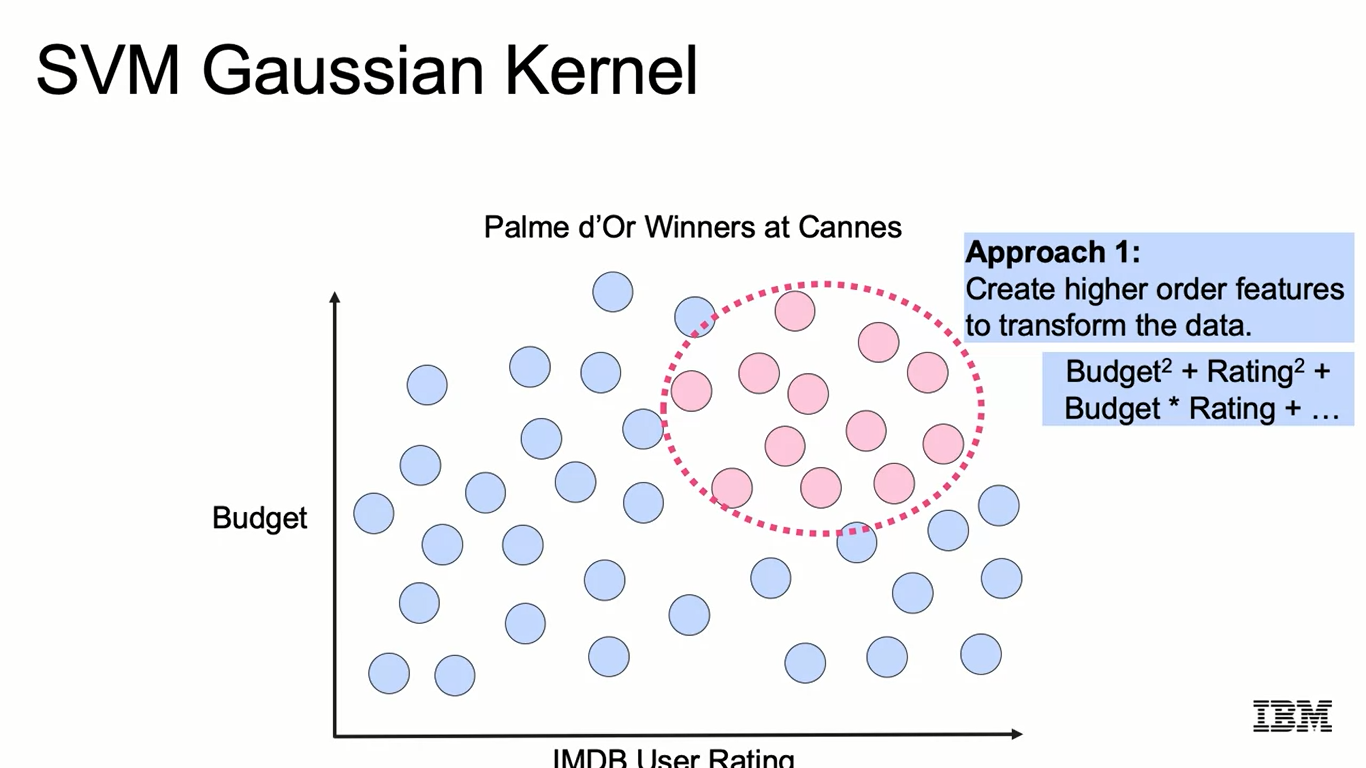 SVM Gaussian Kernel
Palme d’Or Winners at Cannes
Approach 1:
Create higher order features
to transform the data.
Budget² + Rating² +
Budget * Rating + …
Budget
IMDB User Rating
IBM